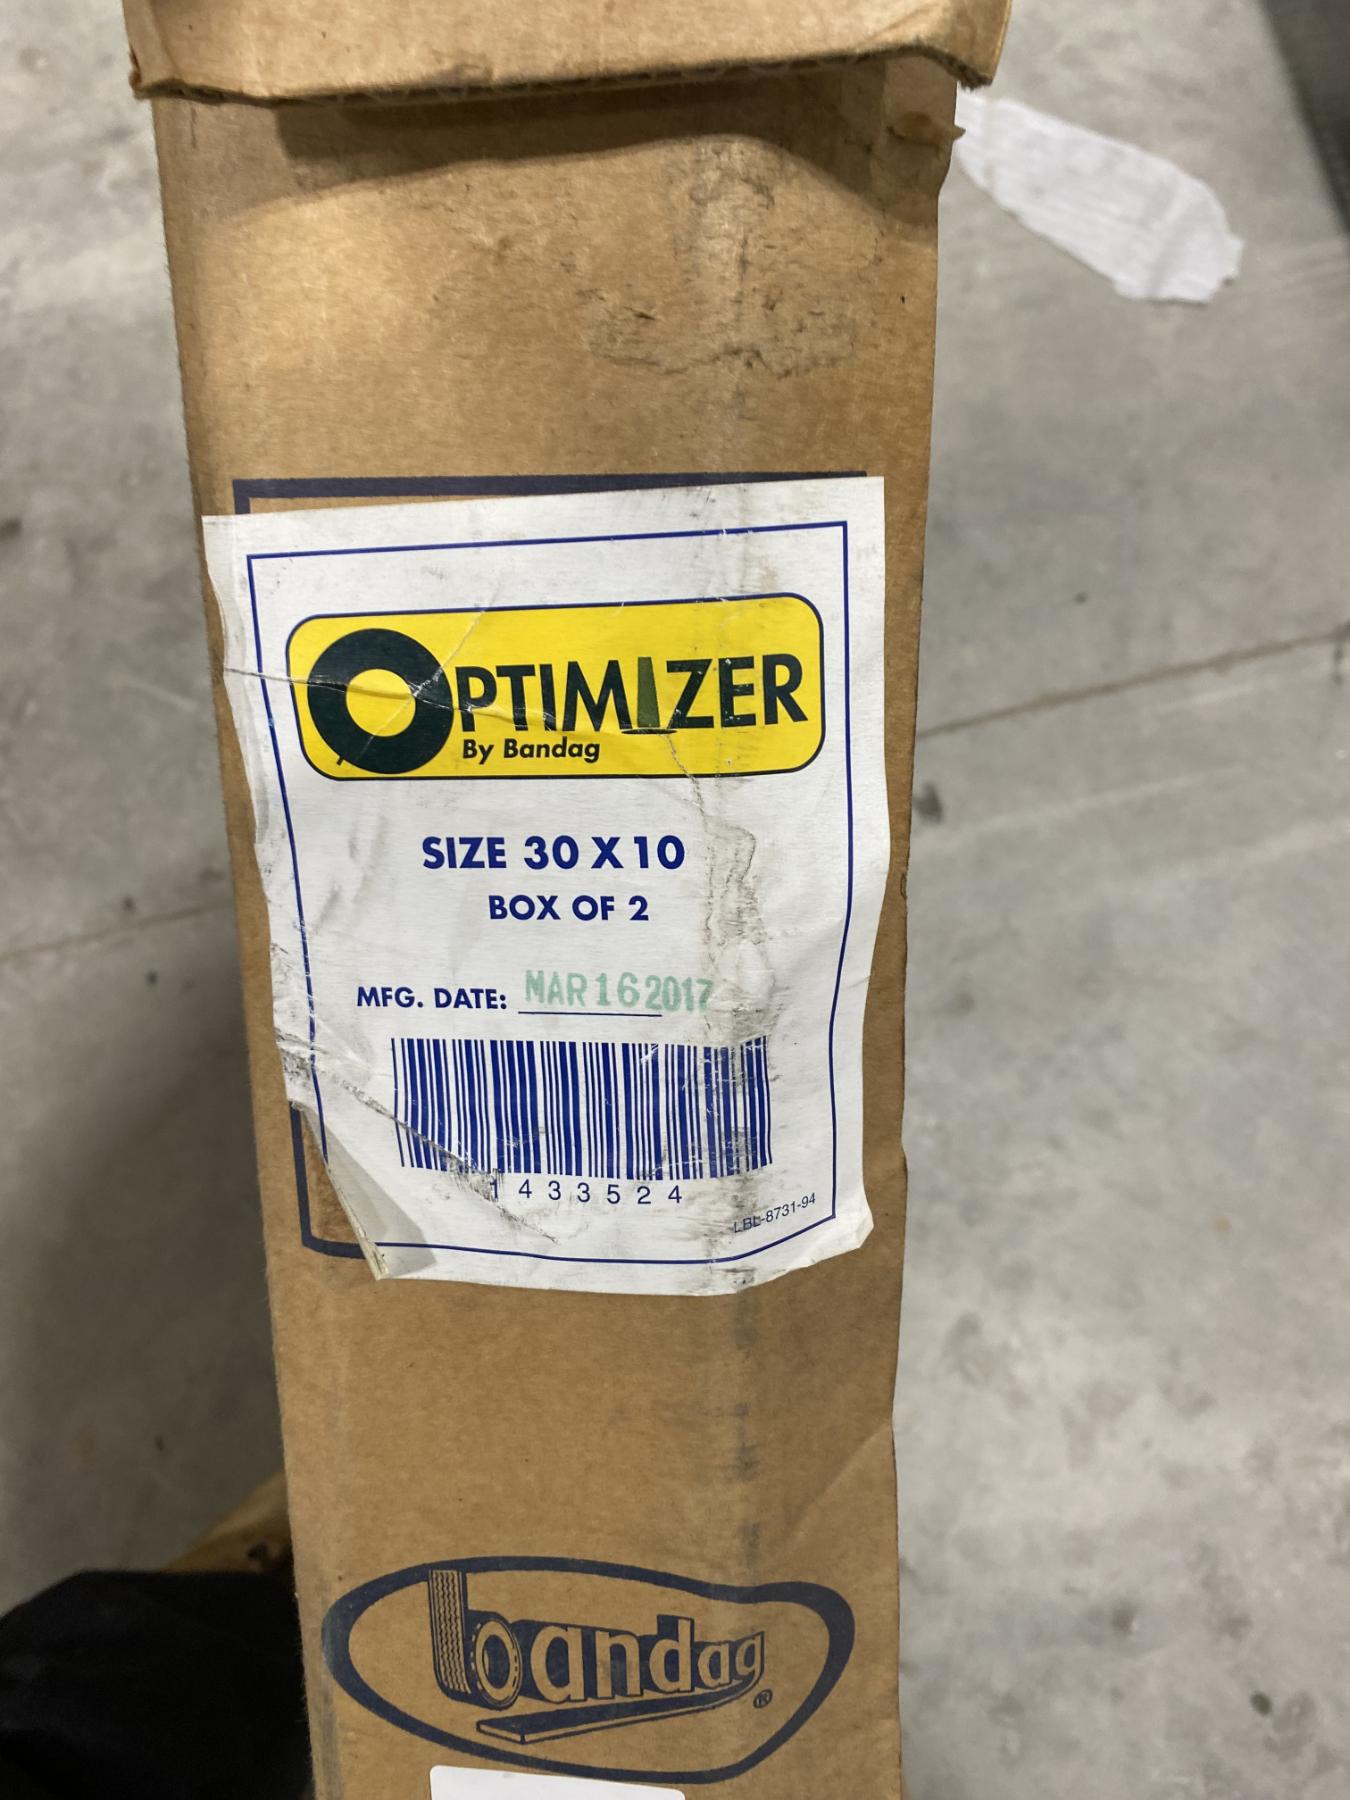 OPTIMIZER
By Bandag
SIZE 30 X 10
BOX OF 2
MFG. DATE: MAR 16 2017
1433524
LBL-8731-94
bandag ®